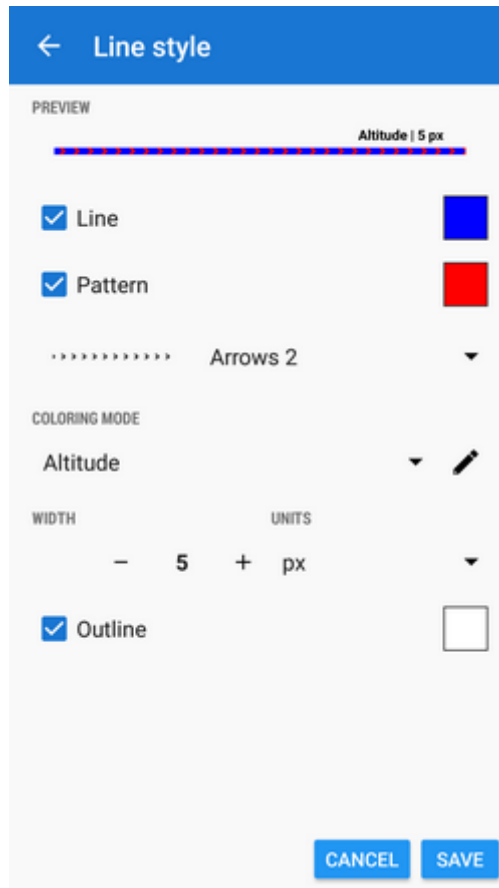 Line style
PREVIEW
Altitude | 5 px
Line
Pattern
Arrows 2
COLORING MODE
Altitude
WIDTH UNITS
− 5 + px
Outline
CANCEL SAVE